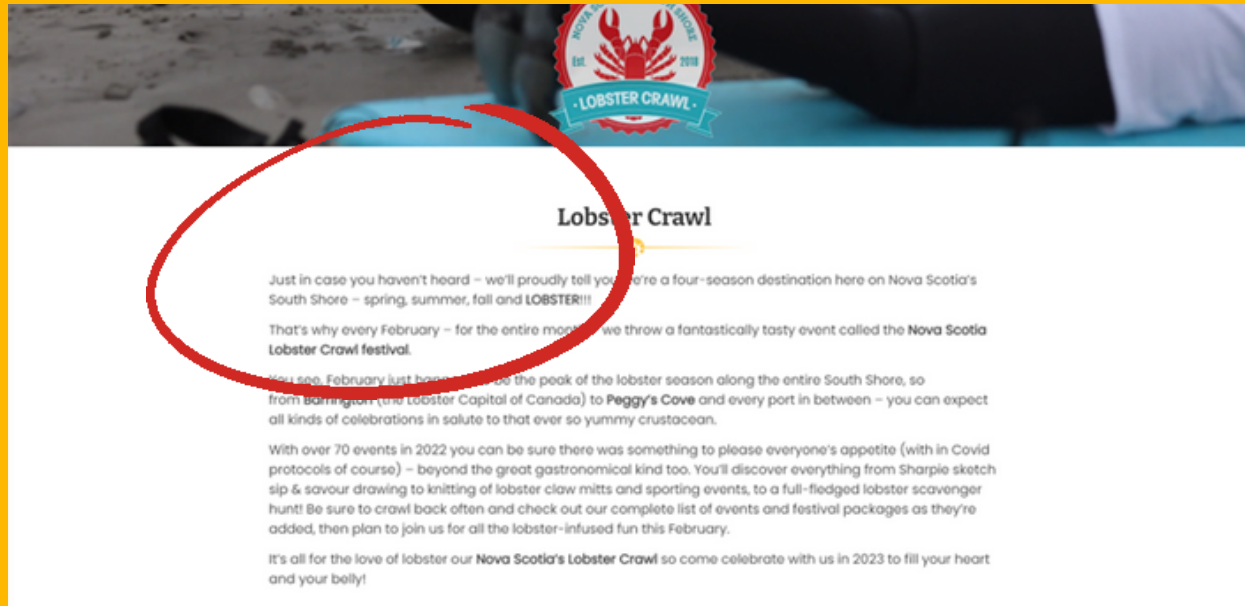 NOVA SC
SHORE
Est. 2018
LOBSTER CRAWL
Lobster Crawl
Just in case you haven't heard – we'll proudly tell you we're a four-season destination here on Nova Scotia's
South Shore – spring, summer, fall and LOBSTER!!!
That's why every February – for the entire month we throw a fantastically tasty event called the Nova Scotia
Lobster Crawl festival.
You see, February just be the peak of the lobster season along the entire South Shore, so
from Barrington (the Lobster Capital of Canada) to Peggy's Cove and every port in between – you can expect
all kinds of celebrations in salute to that ever so yummy crustacean.
With over 70 events in 2022 you can be sure there was something to please everyone's appetite (with in Covid
protocols of course) – beyond the great gastronomical kind too. You'll discover everything from Sharpie sketch
sip & savour drawing to knitting of lobster claw mitts and sporting events, to a full-fledged lobster scavenger
hunt! Be sure to crawl back often and check out our complete list of events and festival packages as they're
added, then plan to join us for all the lobster-infused fun this February.
It's all for the love of lobster our Nova Scotia's Lobster Crawl so come celebrate with us in 2023 to fill your heart
and your belly!